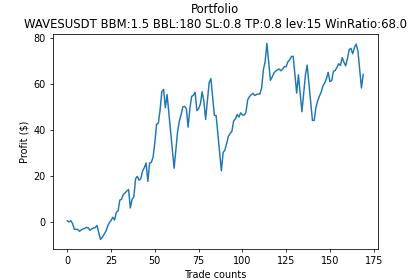 Portfolio
WAVESUSDT BBM:1.5 BBL:180 SL:0.8 TP:0.8 lev:15 WinRatio:68.0
80
60
40
20
0
Profit ($)
0 25 50 75 100 125 150 175
Trade counts